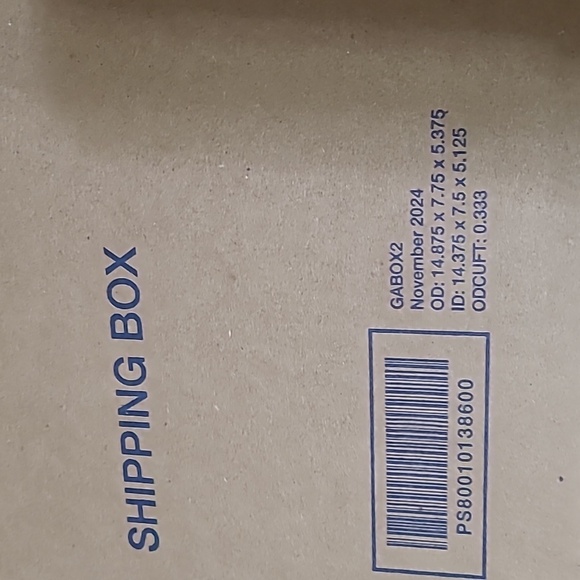 SHIPPING BOX
GABOX2
November 2024
OD: 14.875 x 7.75 x 5.375
ID: 14.375 x 7.5 x 5.125
ODCUFT: 0.333
PS80010138600